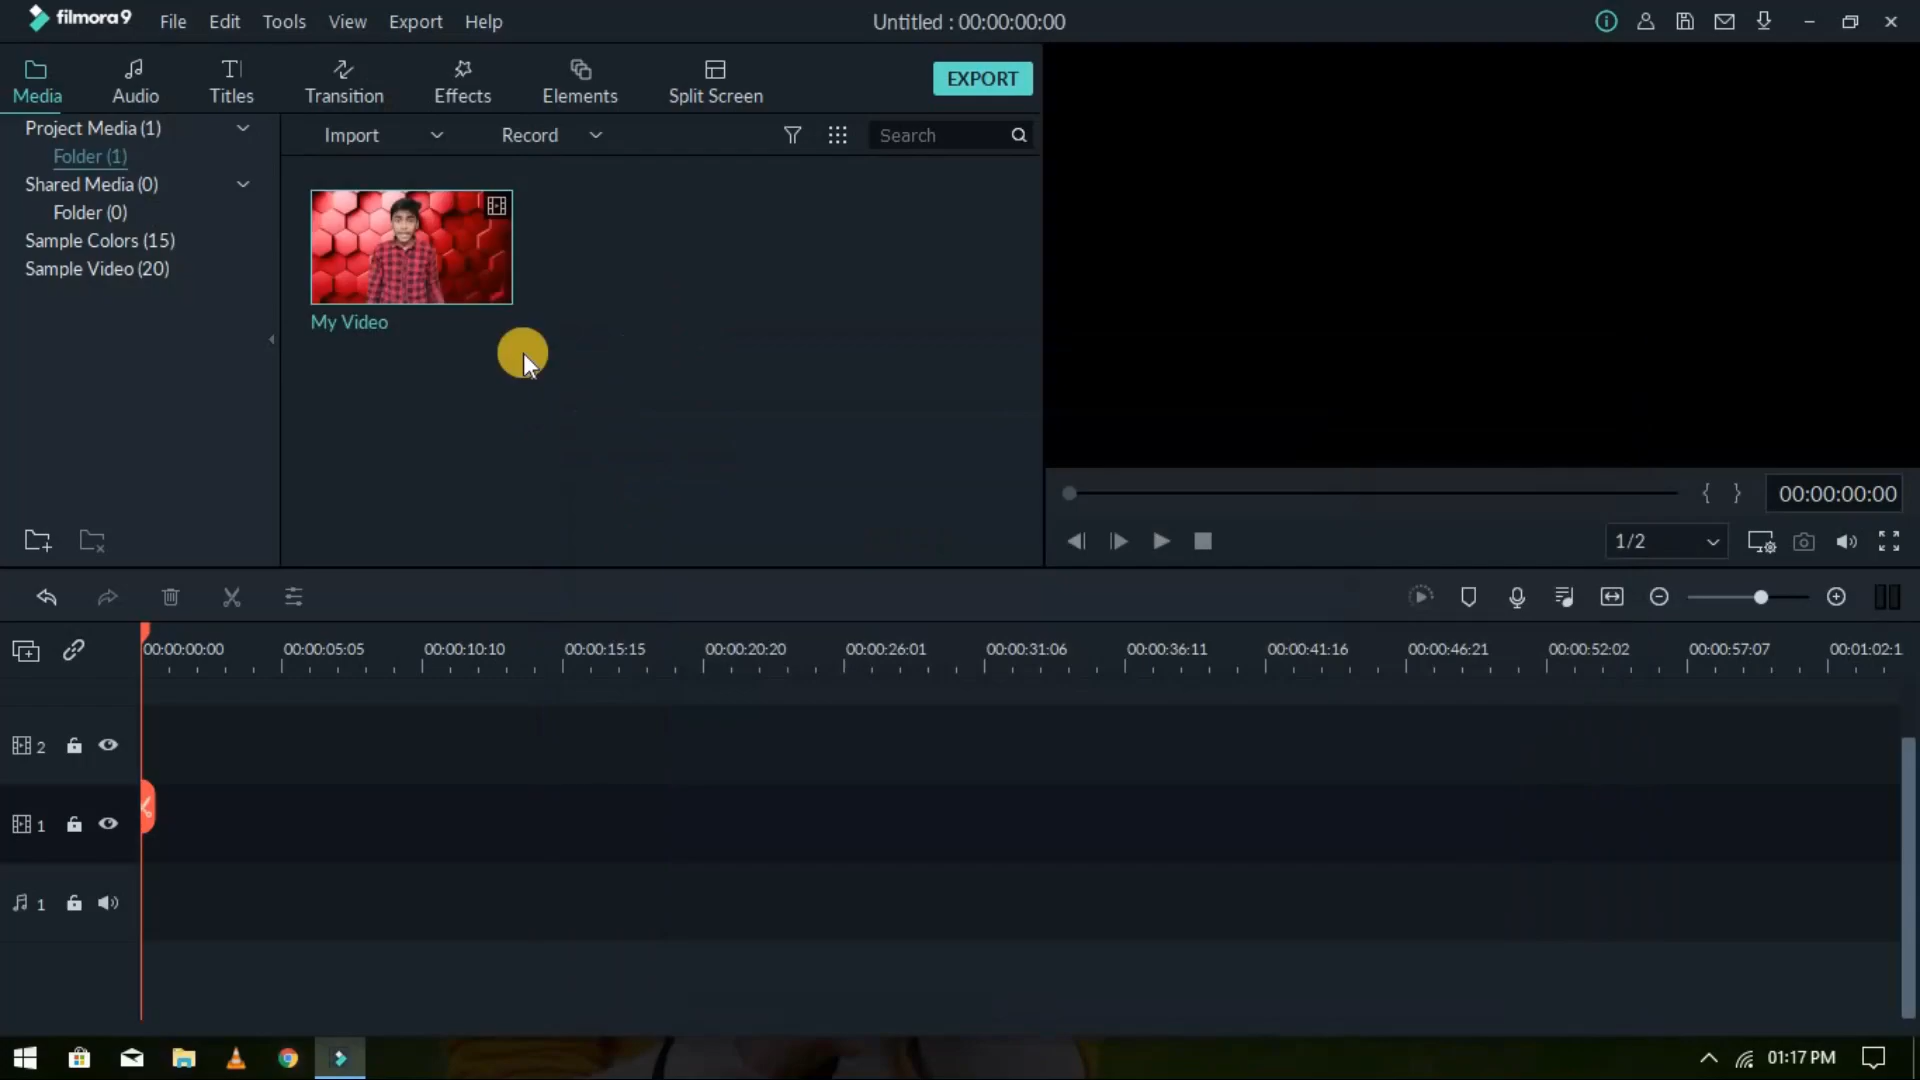 filmora9 File Edit Tools View Export Help Untitled : 00:00:00:00
Media Audio Titles Transition Effects Elements Split Screen EXPORT
Project Media (1) Import Record Search
Folder (1)
Shared Media (0)
Folder (0)
Sample Colors (15)
Sample Video (20)
My Video
00:00:00:00
1/2
00:00:00:00 00:00:05:05 00:00:10:10 00:00:15:15 00:00:20:20 00:00:26:01 00:00:31:06 00:00:36:11 00:00:41:16 00:00:46:21 00:00:52:02 00:00:57:07 00:01:02:1
2
1
1
01:17 PM